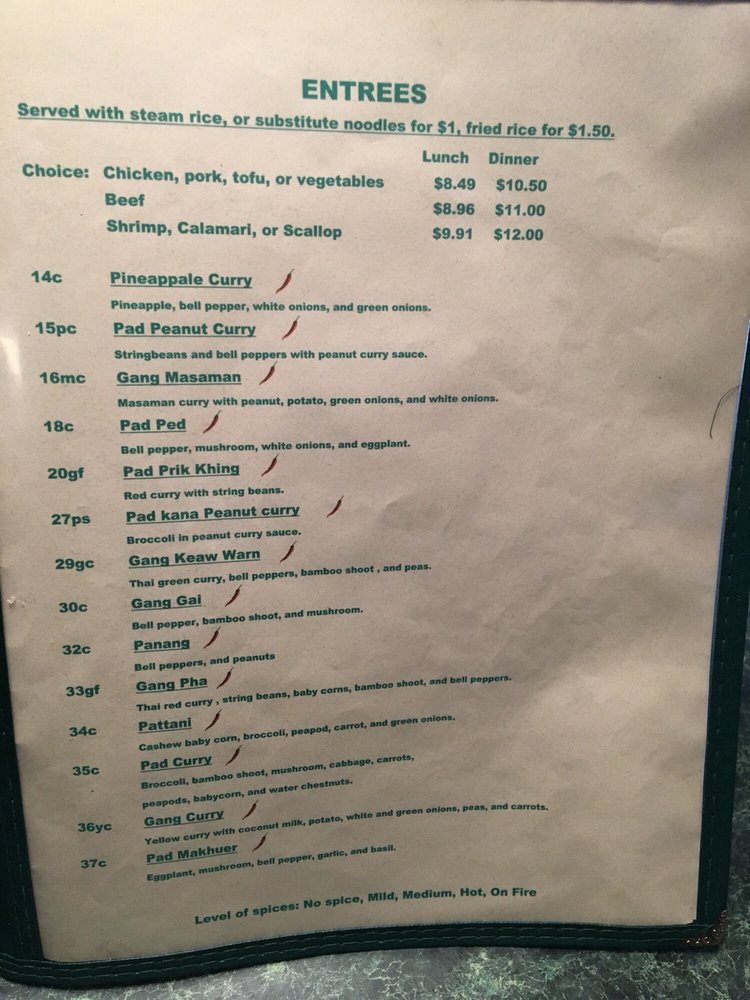 ENTREES
Served with steam rice, or substitute noodles for $1, fried rice for $1.50.
Lunch Dinner
Choice: Chicken, pork, tofu, or vegetables $8.49 $10.50
Beef $8.96 $11.00
Shrimp, Calamari, or Scallop $9.91 $12.00
14c Pineappale Curry
Pineapple, bell pepper, white onions, and green onions.
15pc Pad Peanut Curry
Stringbeans and bell peppers with peanut curry sauce.
16mc Gang Masaman
Masaman curry with peanut, potato, green onions, and white onions.
18c Pad Ped
Bell pepper, mushroom, white onions, and eggplant.
20gf Pad Prik Khing
Red curry with string beans.
27ps Pad kana Peanut curry
Broccoli in peanut curry sauce.
29gc Gang Keaw Warn
Thai green curry, bell peppers, bamboo shoot , and peas.
30c Gang Gai
Bell pepper, bamboo shoot, and mushroom.
32c Panang
Bell peppers, and peanuts
33gf Gang Pha
Thai red curry , string beans, baby corns, bamboo shoot, and bell peppers.
34c Pattani
Cashew baby corn, broccoli, peapod, carrot, and green onions.
35c Pad Curry
Broccoli, bamboo shoot, mushroom, cabbage, carrots,
peapods, babycorn, and water chestnuts.
36yc Gang Curry
Yellow curry with coconut milk, potato, white and green onions, peas, and carrots.
37c Pad Makhuer
Eggplant, mushroom, bell pepper, garlic, and basil.
Level of spices: No spice, Mild, Medium, Hot, On Fire